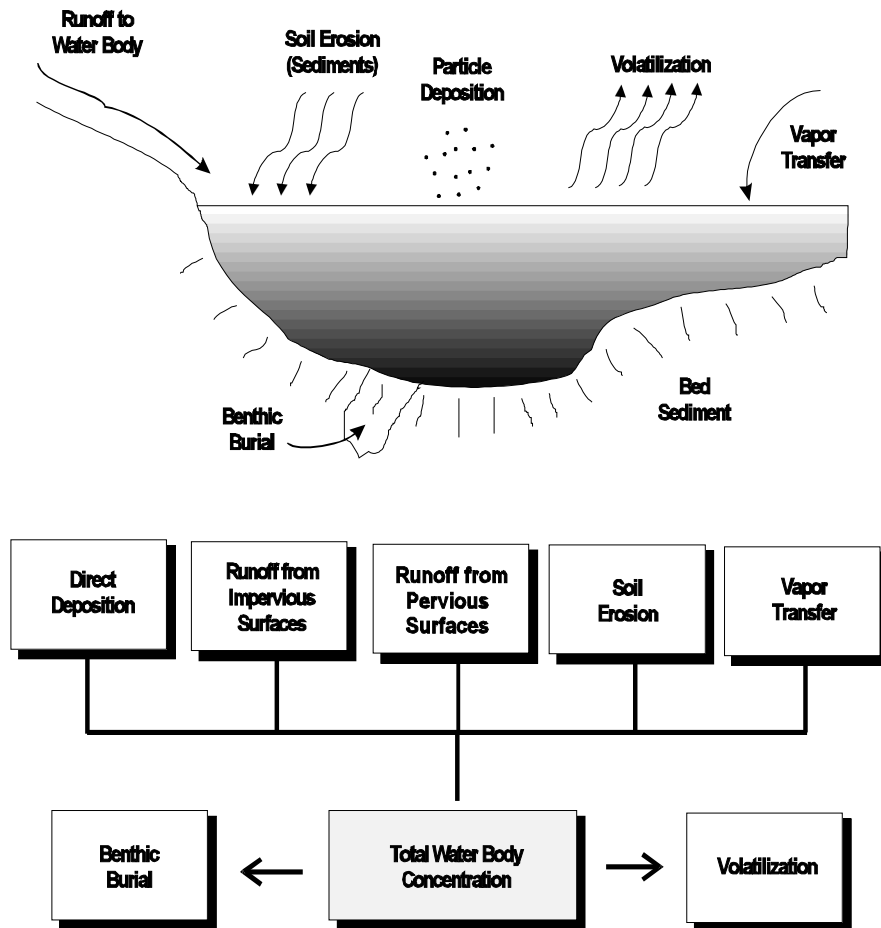 Runoff to
Water Body
Soil Erosion
(Sediments)
Particle
Deposition
Volatilization
Vapor
Transfer
Benthic
Burial
Bed
Sediment
Direct
Deposition
Runoff from
Impervious
Surfaces
Runoff from
Pervious
Surfaces
Soil
Erosion
Vapor
Transfer
Benthic
Burial
Total Water Body
Concentration
Volatilization